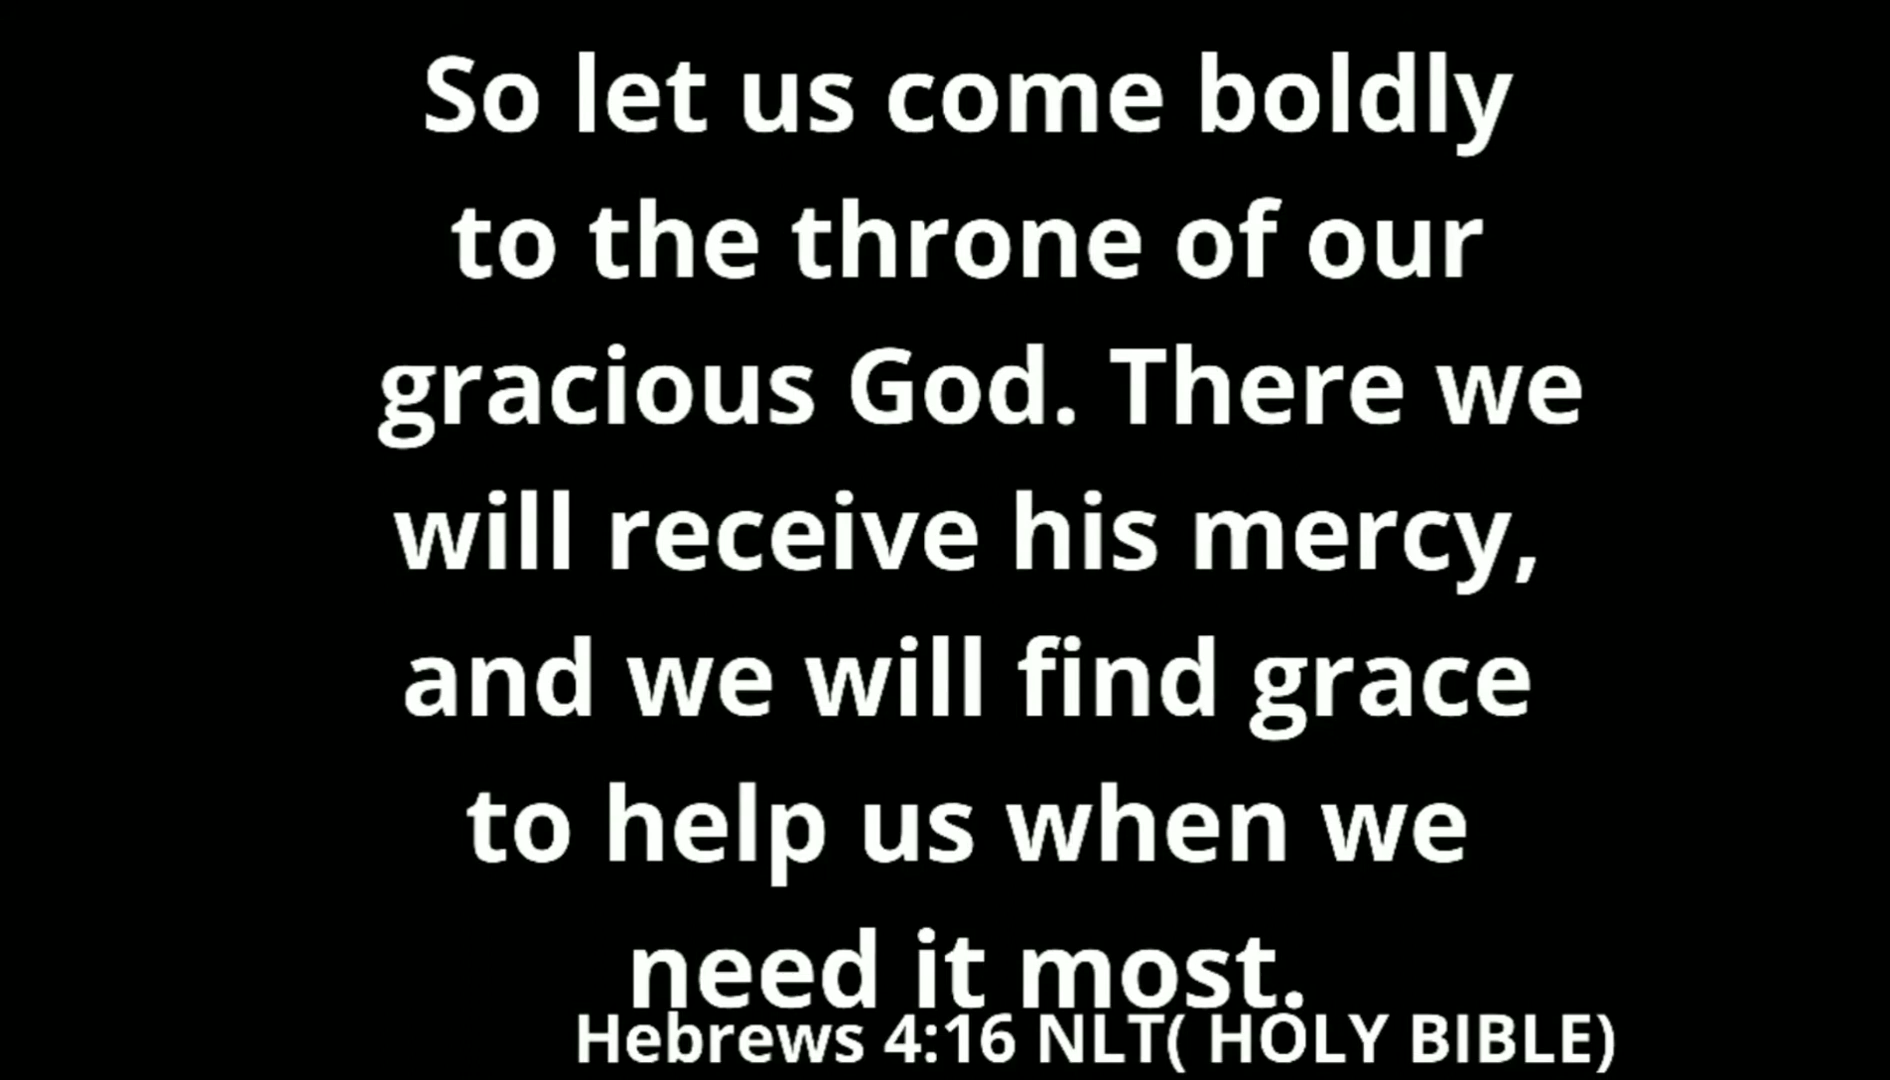 So let us come boldly
to the throne of our
gracious God. There we
will receive his mercy,
and we will find grace
to help us when we
need it most.
Hebrews 4:16 NLT( HOLY BIBLE)